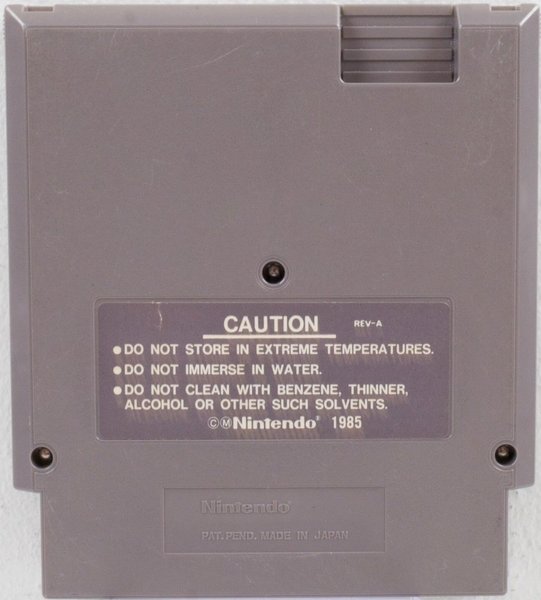 CAUTION REV-A
●DO NOT STORE IN EXTREME TEMPERATURES.
●DO NOT IMMERSE IN WATER.
●DO NOT CLEAN WITH BENZENE, THINNER,
ALCOHOL OR OTHER SUCH SOLVENTS.
©Ⓜ Nintendo® 1985
Nintendo®
PAT. PEND. MADE IN JAPAN